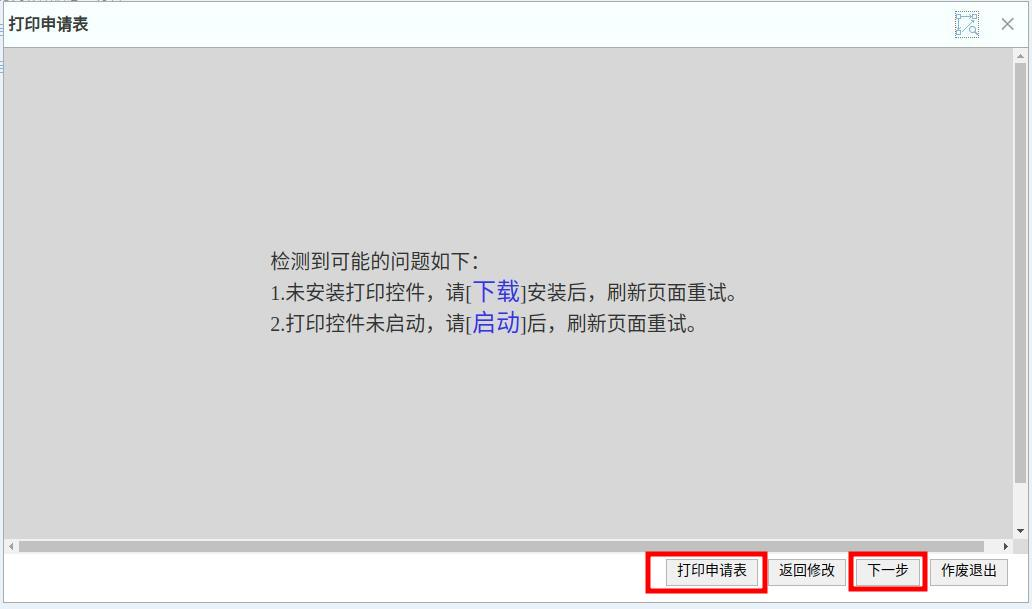 打印申请表
检测到可能的问题如下：
1.未安装打印控件，请[下载]安装后，刷新页面重试。
2.打印控件未启动，请[启动]后，刷新页面重试。
打印申请表 返回修改 下一步 作废退出